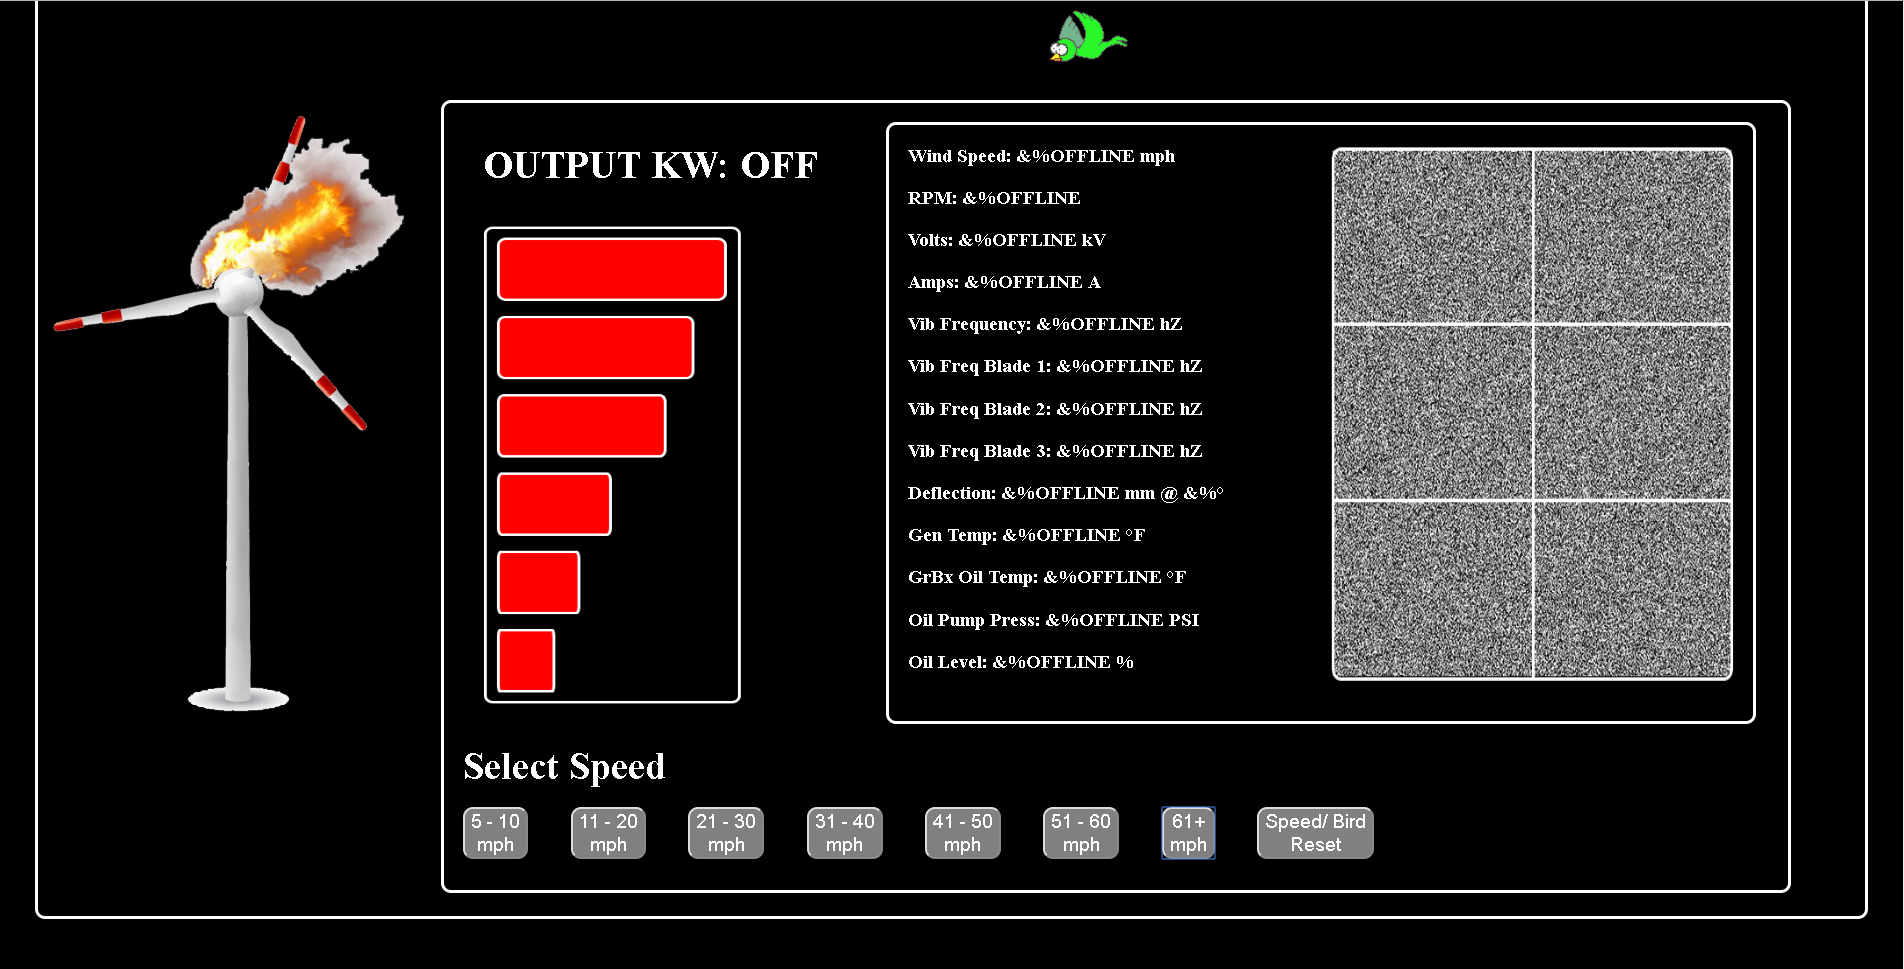 OUTPUT KW: OFF
Wind Speed: &%OFFLINE mph
RPM: &%OFFLINE
Volts: &%OFFLINE kV
Amps: &%OFFLINE A
Vib Frequency: &%OFFLINE hZ
Vib Freq Blade 1: &%OFFLINE hZ
Vib Freq Blade 2: &%OFFLINE hZ
Vib Freq Blade 3: &%OFFLINE hZ
Deflection: &%OFFLINE mm @ &%°
Gen Temp: &%OFFLINE °F
GrBx Oil Temp: &%OFFLINE °F
Oil Pump Press: &%OFFLINE PSI
Oil Level: &%OFFLINE %
Select Speed
5 - 10
mph
11 - 20
mph
21 - 30
mph
31 - 40
mph
41 - 50
mph
51 - 60
mph
61+
mph
Speed/ Bird
Reset